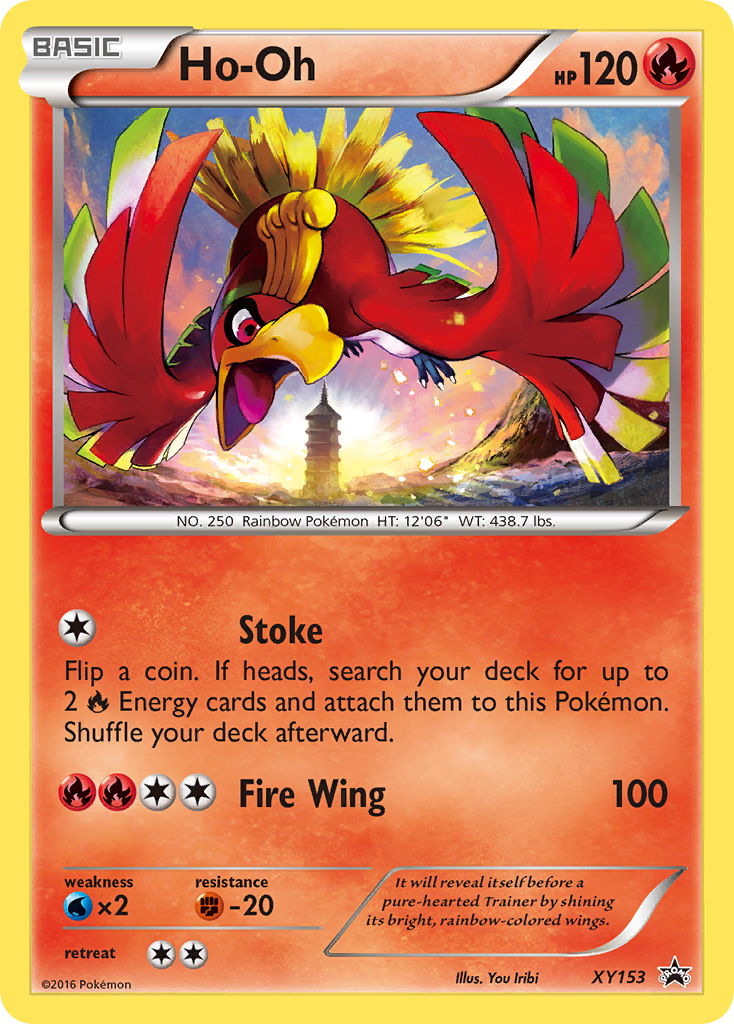 BASIC Ho-Oh HP 120
NO. 250 Rainbow Pokémon HT: 12'06" WT: 438.7 lbs.
Stoke
Flip a coin. If heads, search your deck for up to
2 Energy cards and attach them to this Pokémon.
Shuffle your deck afterward.
Fire Wing 100
weakness resistance
×2 -20
retreat
It will reveal itself before a
pure-hearted Trainer by shining
its bright, rainbow-colored wings.
©2016 Pokémon Illus. You Iribi XY153 PROMO